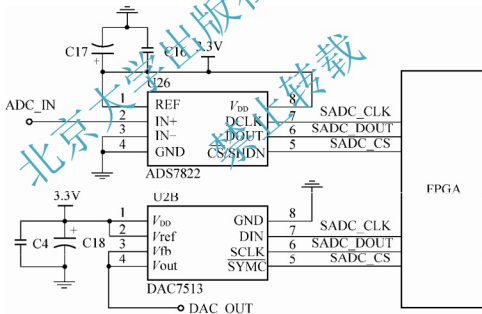 北京大学出版社
禁止转载
C17
+
C16
3.3V
U26
ADC_IN
1
2
3
4
REF
IN+
IN−
GND
VDD
DCLK
DOUT
CS/SNDN
8
7
6
5
SADC_CLK
SADC_DOUT
SADC_CS
ADS7822
FPGA
3.3V
C4
+
C18
U2B
1
2
3
4
VDD
Vref
Vfb
Vout
GND
DIN
SCLK
SYMC
8
7
6
5
SADC_CLK
SADC_DOUT
SADC_CS
DAC7513
DAC_OUT